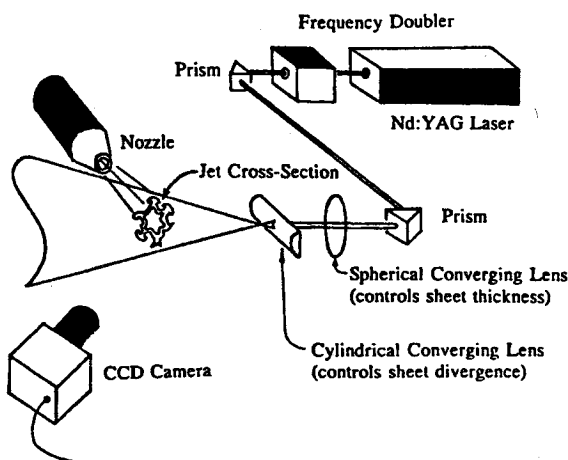 Frequency Doubler
Prism
Nd:YAG Laser
Nozzle
Jet Cross-Section
Prism
Spherical Converging Lens
(controls sheet thickness)
Cylindrical Converging Lens
(controls sheet divergence)
CCD Camera